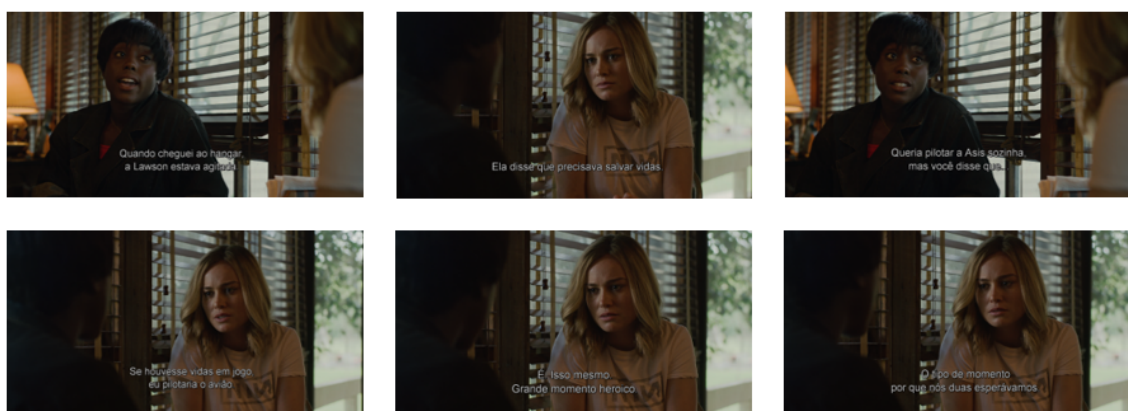 Quando cheguei ao hangar,
a Lawson estava agitada.
Ela disse que precisava salvar vidas.
Queria pilotar a Asis sozinha,
mas você disse que...
Se houvesse vidas em jogo
eu pilotaria o avião
É. Isso mesmo
Grande momento heroico
O tipo de momento
por que nós duas esperávamos